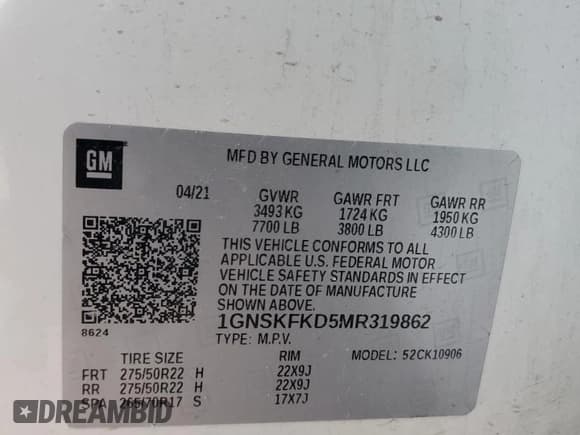 GM
MFD BY GENERAL MOTORS LLC
04/21 GVWR GAWR FRT GAWR RR
3493 KG 1724 KG 1950 KG
7700 LB 3800 LB 4300 LB
THIS VEHICLE CONFORMS TO ALL
APPLICABLE U.S. FEDERAL MOTOR
VEHICLE SAFETY STANDARDS IN EFFECT
ON THE DATE OF MANUFACTURE
SHOWN ABOVE.
8624 1GNSKFKD5MR319862
TYPE: M.P.V. MODEL: 52CK10906
TIRE SIZE RIM
FRT 275/50R22 H 22X9J
RR 275/50R22 H 22X9J
SPA 265/70R17 S 17X7J
DREAMBID